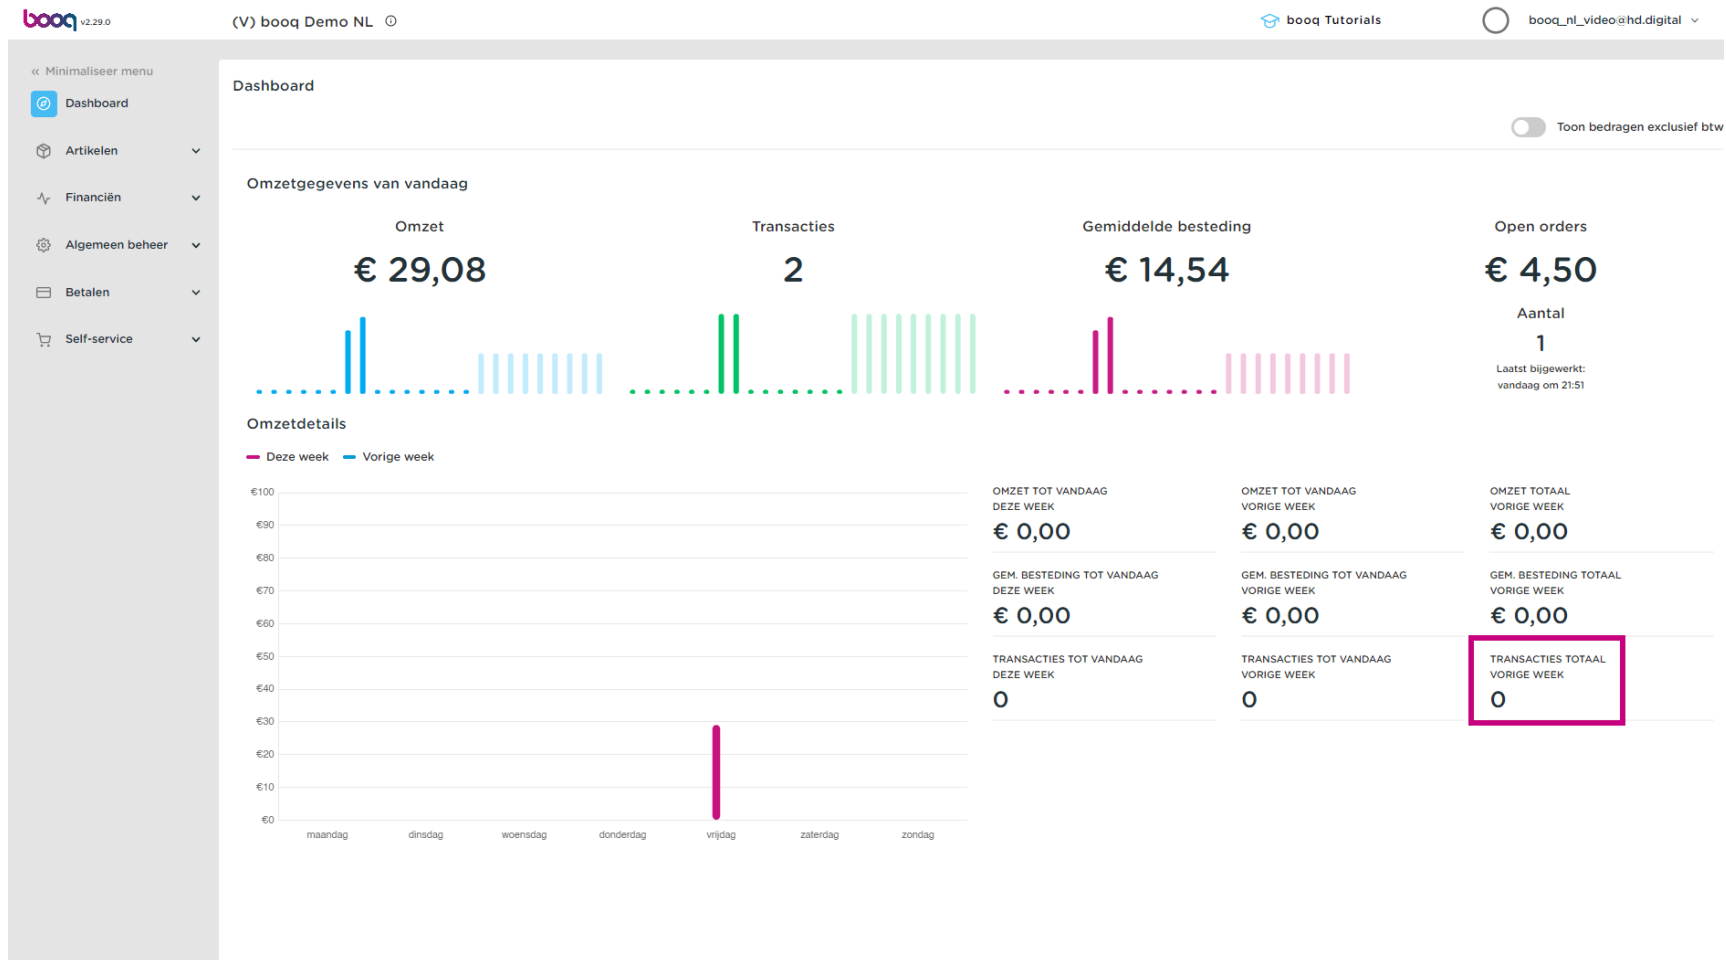 booq v2.29.0
(V) booq Demo NL
booq Tutorials
booq_nl_video@hd.digital
« Minimaliseer menu
Dashboard
Artikelen
Financiën
Algemeen beheer
Betalen
Self-service
Dashboard
Toon bedragen exclusief btw
Omzetgegevens van vandaag
Omzet
€ 29,08
Transacties
2
Gemiddelde besteding
€ 14,54
Open orders
€ 4,50
Aantal
1
Laatst bijgewerkt:
vandaag om 21:51
Omzetdetails
Deze week
Vorige week
€100
€90
€80
€70
€60
€50
€40
€30
€20
€10
€0
maandag
dinsdag
woensdag
donderdag
vrijdag
zaterdag
zondag
OMZET TOT VANDAAG
DEZE WEEK
€ 0,00
OMZET TOT VANDAAG
VORIGE WEEK
€ 0,00
OMZET TOTAAL
VORIGE WEEK
€ 0,00
GEM. BESTEDING TOT VANDAAG
DEZE WEEK
€ 0,00
GEM. BESTEDING TOT VANDAAG
VORIGE WEEK
€ 0,00
GEM. BESTEDING TOTAAL
VORIGE WEEK
€ 0,00
TRANSACTIES TOT VANDAAG
DEZE WEEK
0
TRANSACTIES TOT VANDAAG
VORIGE WEEK
0
TRANSACTIES TOTAAL
VORIGE WEEK
0